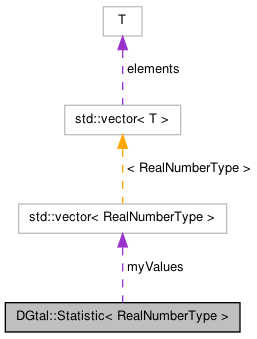 T
elements
std::vector< T >
< RealNumberType >
std::vector< RealNumberType >
myValues
DGtal::Statistic< RealNumberType >